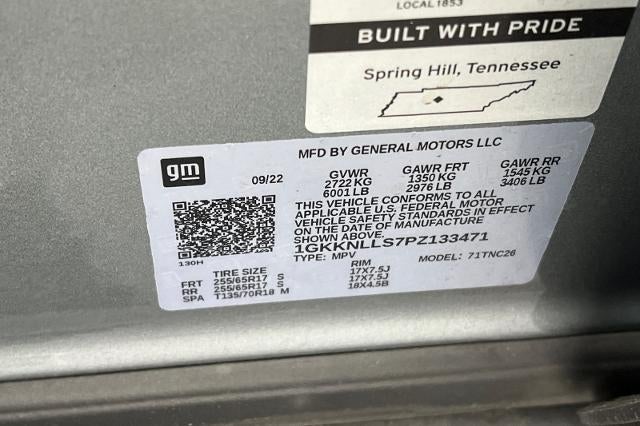 LOCAL 1853
BUILT WITH PRIDE
Spring Hill, Tennessee
MFD BY GENERAL MOTORS LLC
gm
09/22
GVWR GAWR FRT GAWR RR
2722 KG 1350 KG 1545 KG
6001 LB 2976 LB 3406 LB
THIS VEHICLE CONFORMS TO ALL
APPLICABLE U.S. FEDERAL MOTOR
VEHICLE SAFETY STANDARDS IN EFFECT
ON THE DATE OF MANUFACTURE
SHOWN ABOVE.
1GKKNLLS7PZ133471
130H
TYPE: MPV MODEL: 71TNC26
TIRE SIZE RIM
FRT 255/65R17 S 17X7.5J
RR 255/65R17 S 17X7.5J
SPA T135/70R18 M 18X4.5B